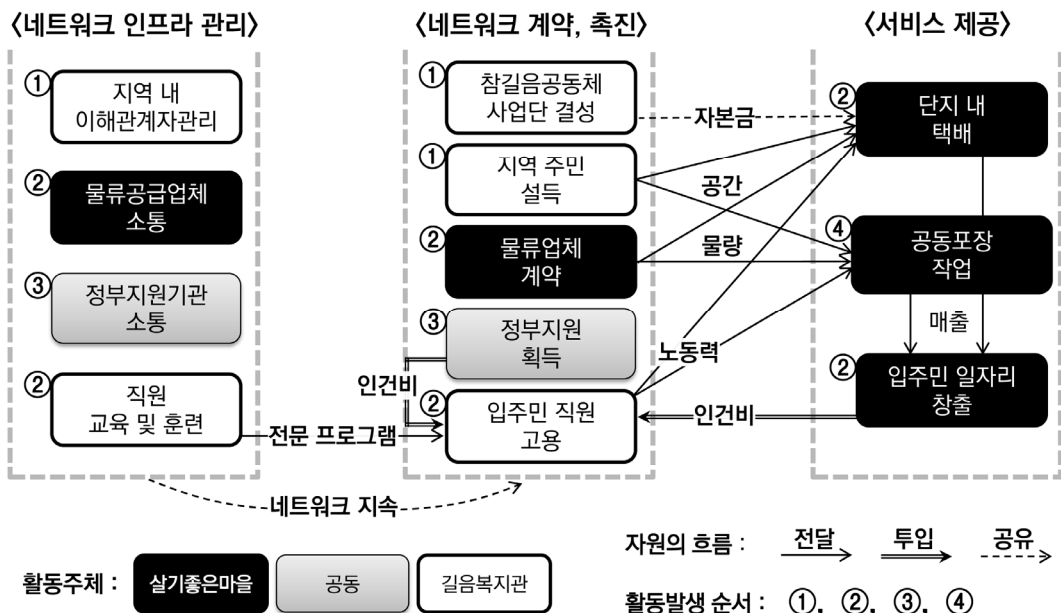 〈네트워크 인프라 관리〉
① 지역 내
이해관계자관리
② 물류공급업체
소통
③ 정부지원기관
소통
② 직원
교육 및 훈련
전문 프로그램
네트워크 지속
〈네트워크 계약, 촉진〉
① 참길음공동체
사업단 결성
① 지역 주민
설득
② 물류업체
계약
③ 정부지원
획득
인건비
② 입주민 직원
고용
자본금
공간
물량
노동력
인건비
〈서비스 제공〉
② 단지 내
택배
④ 공동포장
작업
매출
② 입주민 일자리
창출
활동주체 : 살기좋은마을 공동 길음복지관
자원의 흐름 : 전달 투입 공유
활동발생 순서 : ①, ②, ③, ④